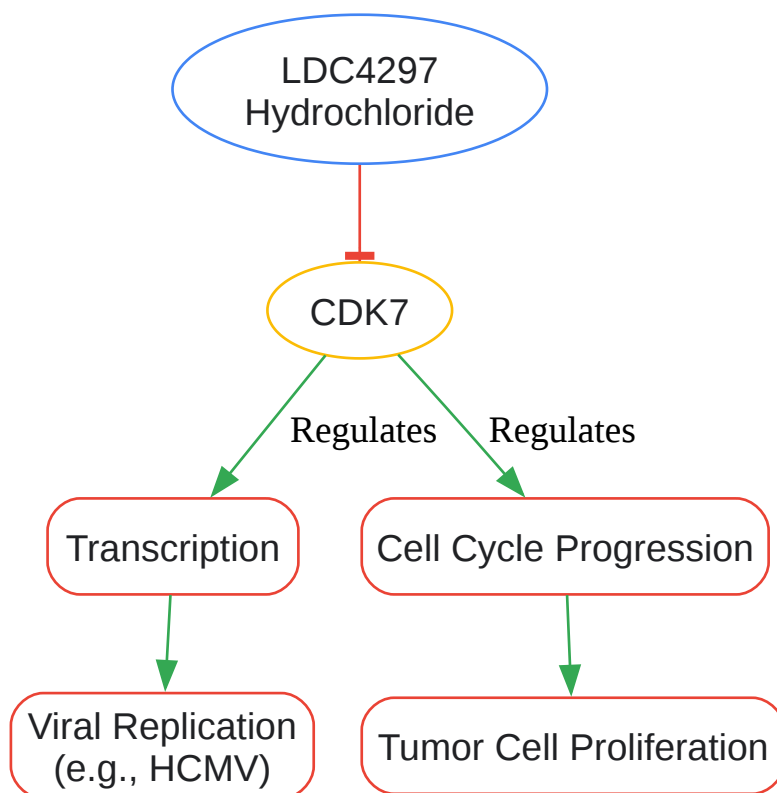 LDC4297
Hydrochloride
CDK7
Regulates
Regulates
Transcription
Cell Cycle Progression
Viral Replication
(e.g., HCMV)
Tumor Cell Proliferation